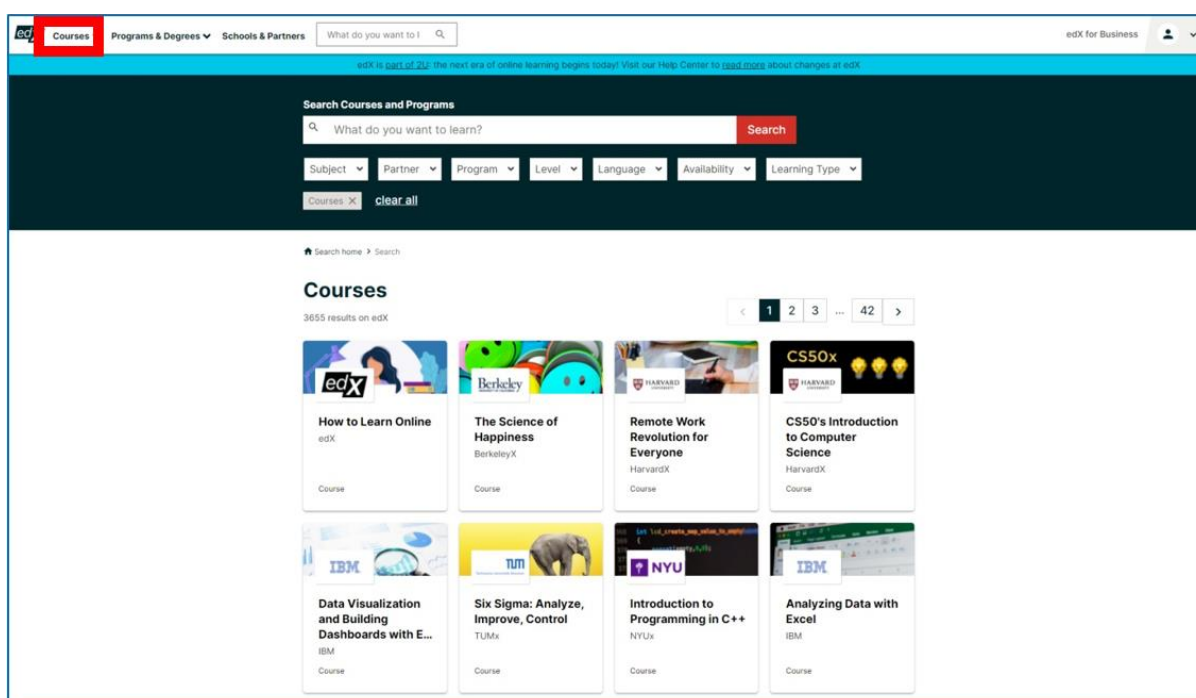 edX
Courses
Programs & Degrees
Schools & Partners
What do you want to l
edX for Business
edX is part of 2U: the next era of online learning begins today! Visit our Help Center to read more about changes at edX.
Search Courses and Programs
What do you want to learn?
Search
Subject
Partner
Program
Level
Language
Availability
Learning Type
Courses
clear all
Search home > Search
Courses
3655 results on edX
< 1 2 3 ... 42 >
edX
Berkeley
HARVARD
UNIVERSITY
CS50x
HARVARD
UNIVERSITY
How to Learn Online
edX
Course
The Science of
Happiness
BerkeleyX
Course
Remote Work
Revolution for
Everyone
HarvardX
Course
CS50's Introduction
to Computer
Science
HarvardX
Course
IBM
TUM
NYU
IBM
Data Visualization
and Building
Dashboards with E...
IBM
Course
Six Sigma: Analyze,
Improve, Control
TUMx
Course
Introduction to
Programming in C++
NYUx
Course
Analyzing Data with
Excel
IBM
Course